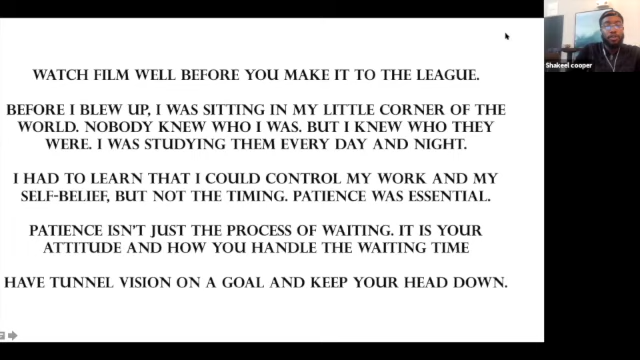 WATCH FILM WELL BEFORE YOU MAKE IT TO THE LEAGUE.
BEFORE I BLEW UP, I WAS SITTING IN MY LITTLE CORNER OF THE
WORLD. NOBODY KNEW WHO I WAS. BUT I KNEW WHO THEY
WERE. I WAS STUDYING THEM EVERY DAY AND NIGHT.
I HAD TO LEARN THAT I COULD CONTROL MY WORK AND MY
SELF-BELIEF, BUT NOT THE TIMING. PATIENCE WAS ESSENTIAL.
PATIENCE ISN'T JUST THE PROCESS OF WAITING. IT IS YOUR
ATTITUDE AND HOW YOU HANDLE THE WAITING TIME
HAVE TUNNEL VISION ON A GOAL AND KEEP YOUR HEAD DOWN.
Shakeel cooper